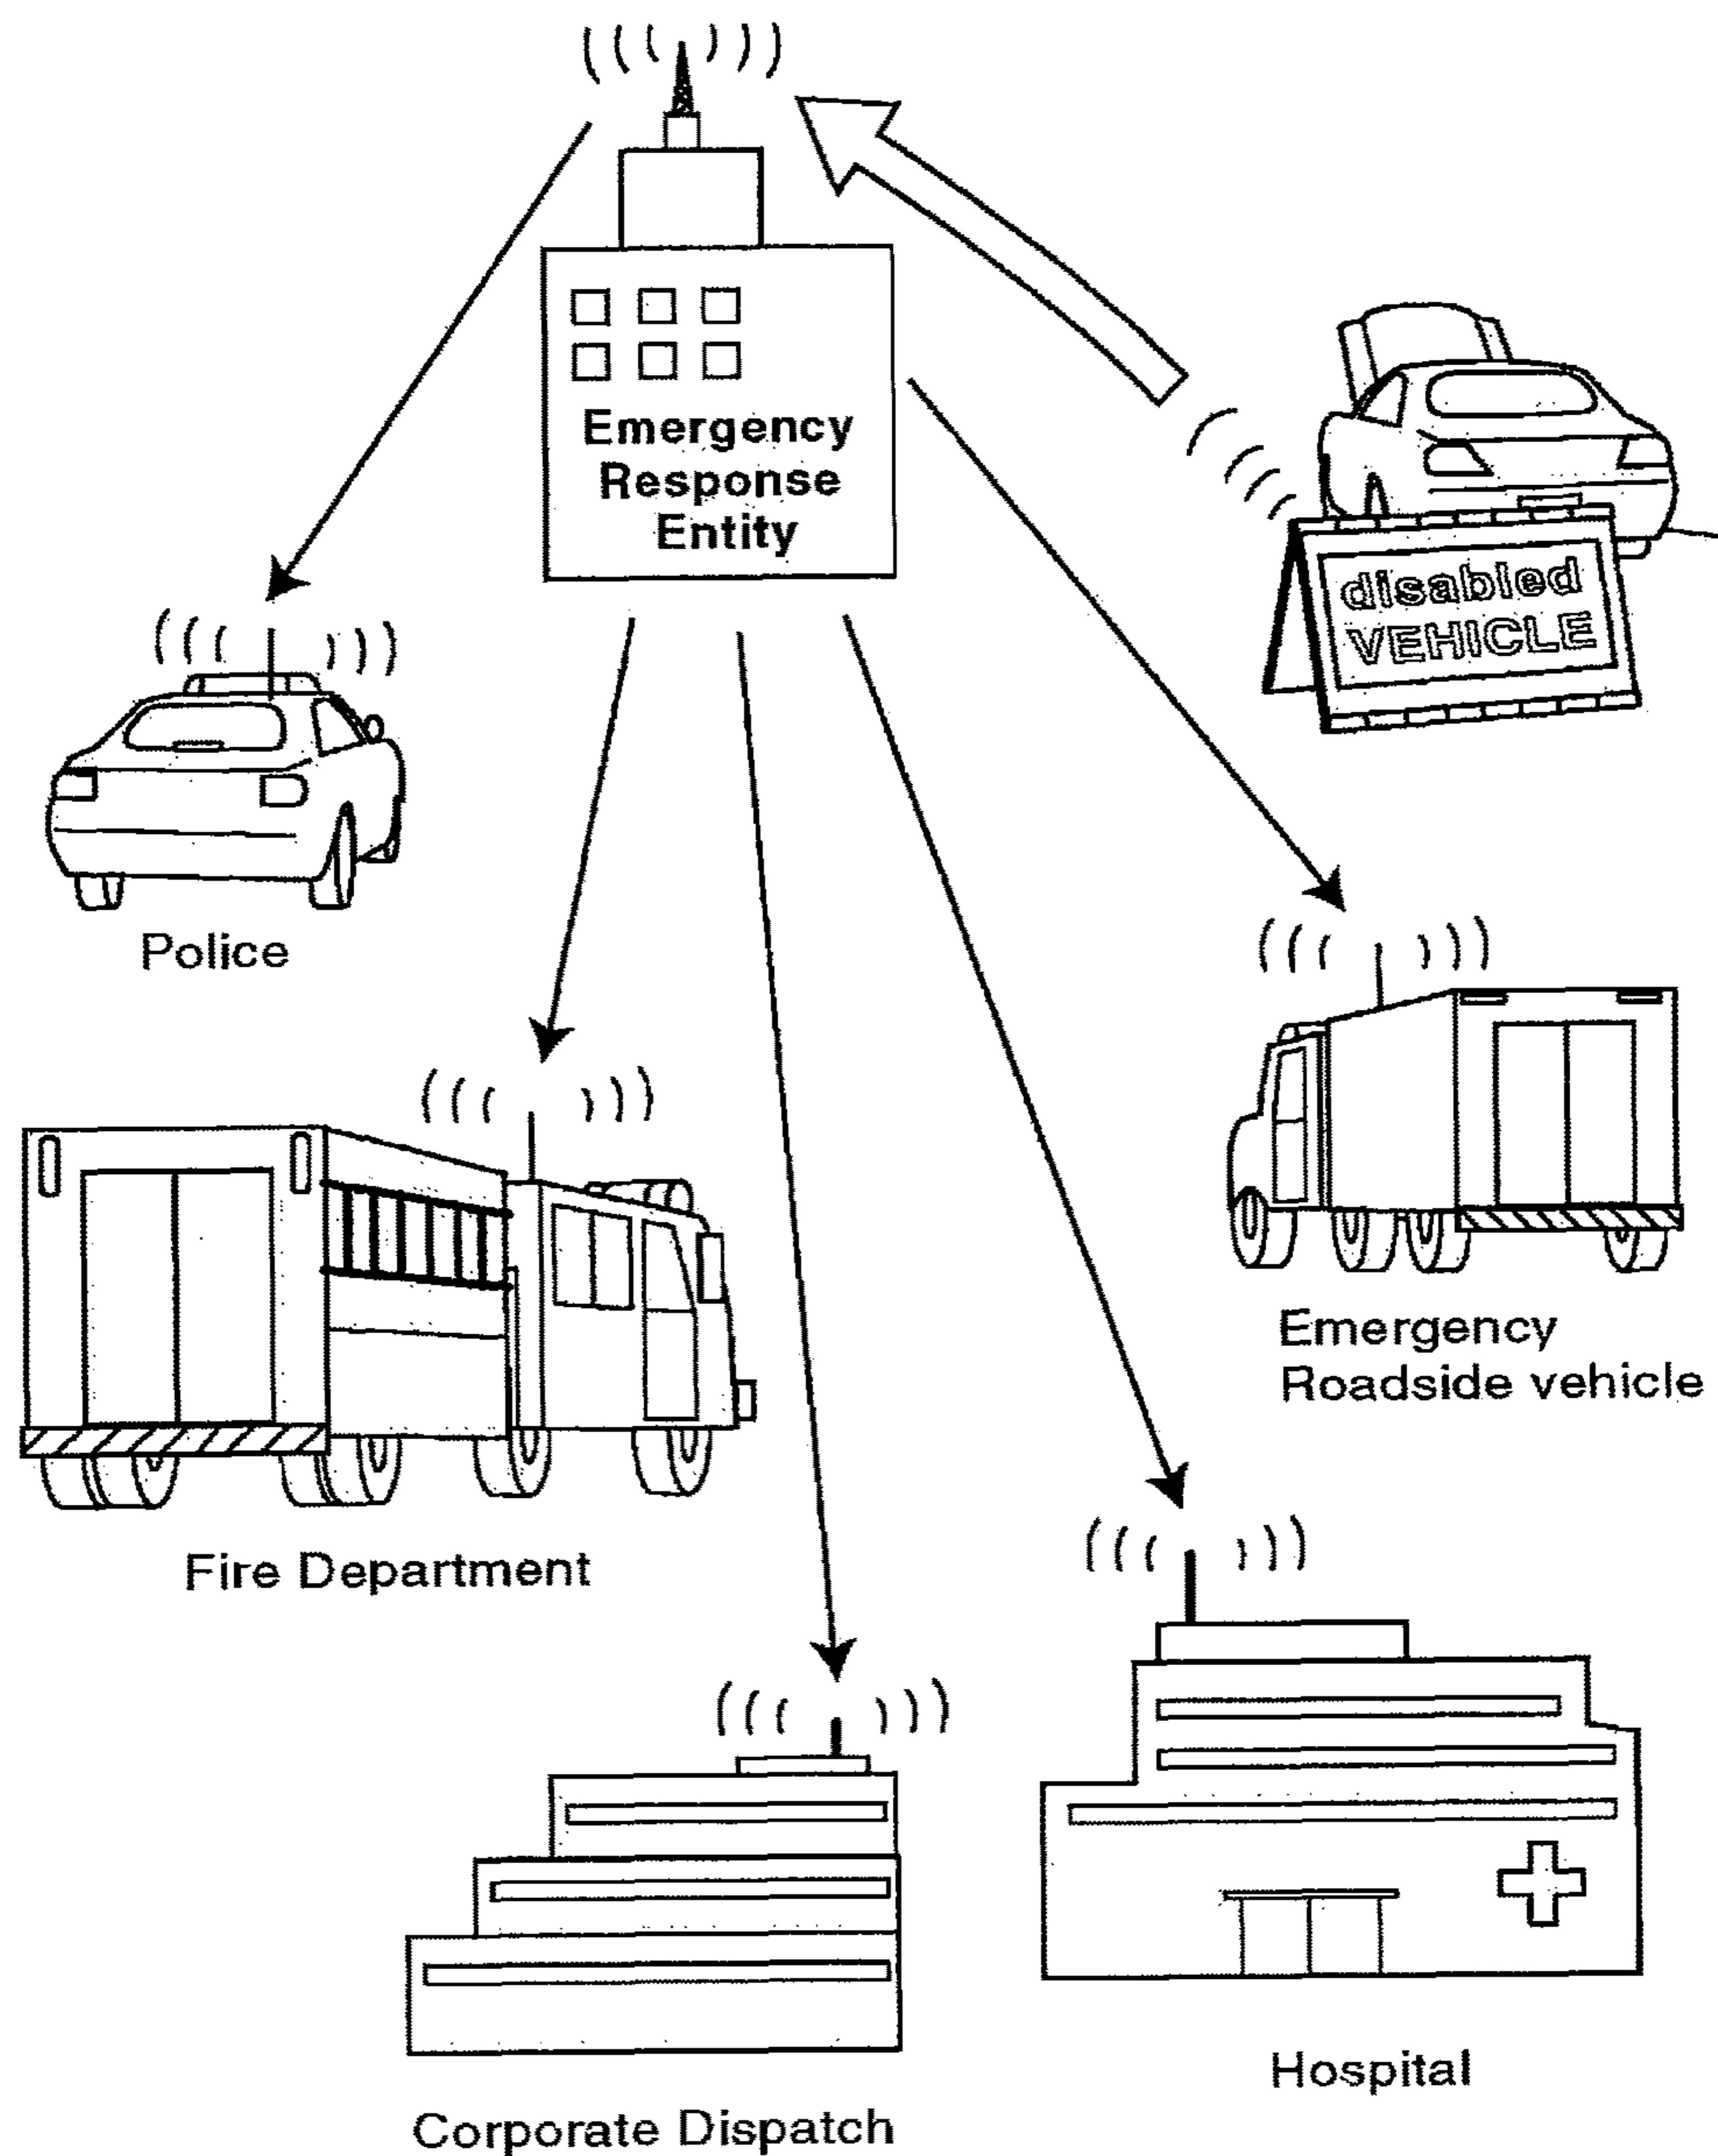 Emergency
Response
Entity
disabled
VEHICLE
Police
Emergency
Roadside vehicle
Fire Department
Hospital
Corporate Dispatch